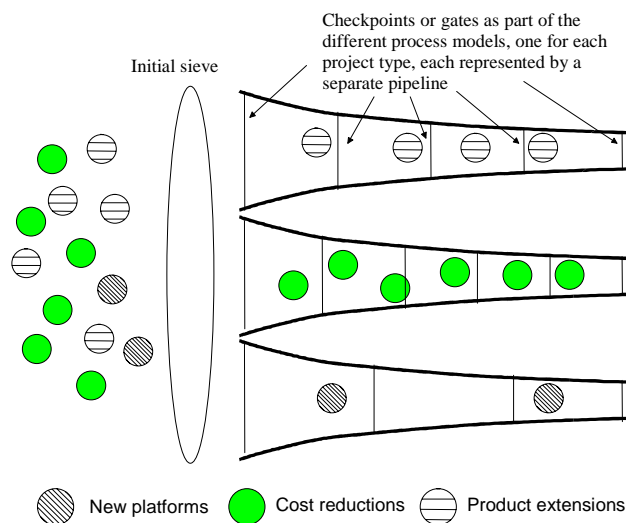 Checkpoints or gates as part of the
different process models, one for each
project type, each represented by a
separate pipeline
Initial sieve
New platforms
Cost reductions
Product extensions